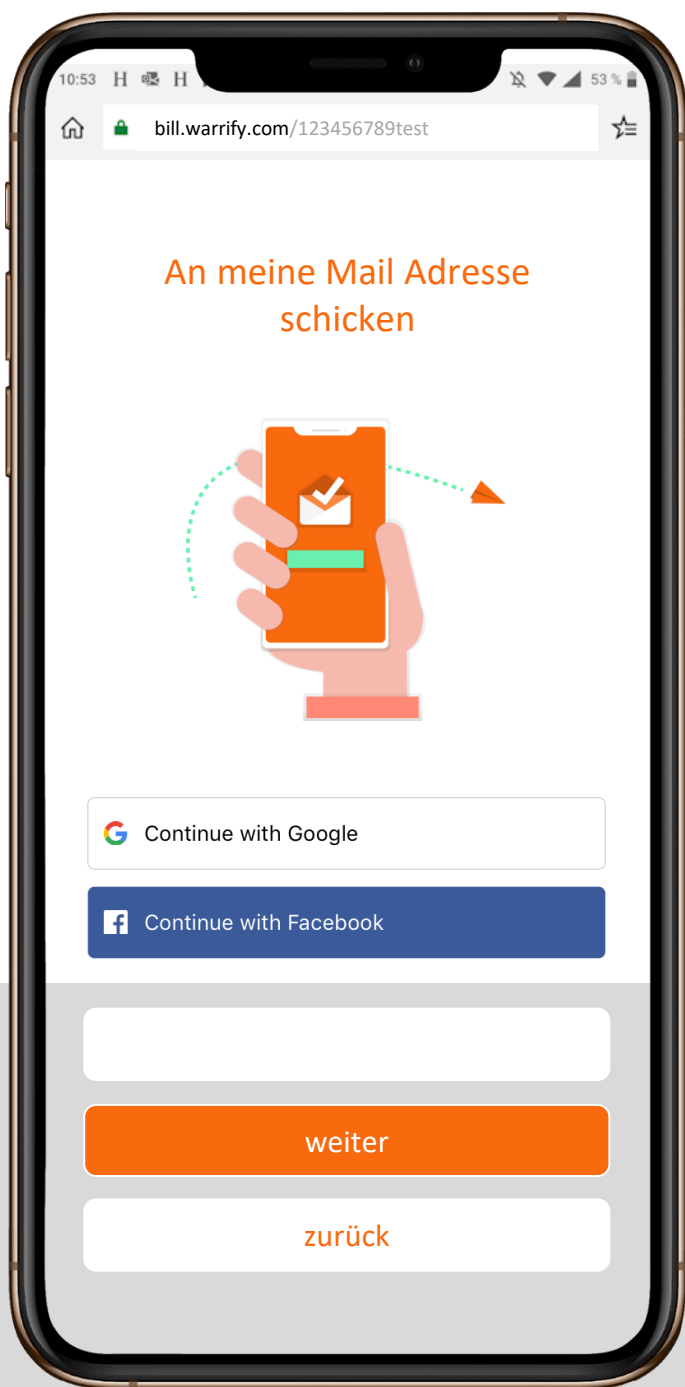 10:53 H H 53 %
bill.warrify.com/123456789test
An meine Mail Adresse
schicken
Continue with Google
Continue with Facebook
weiter
zurück